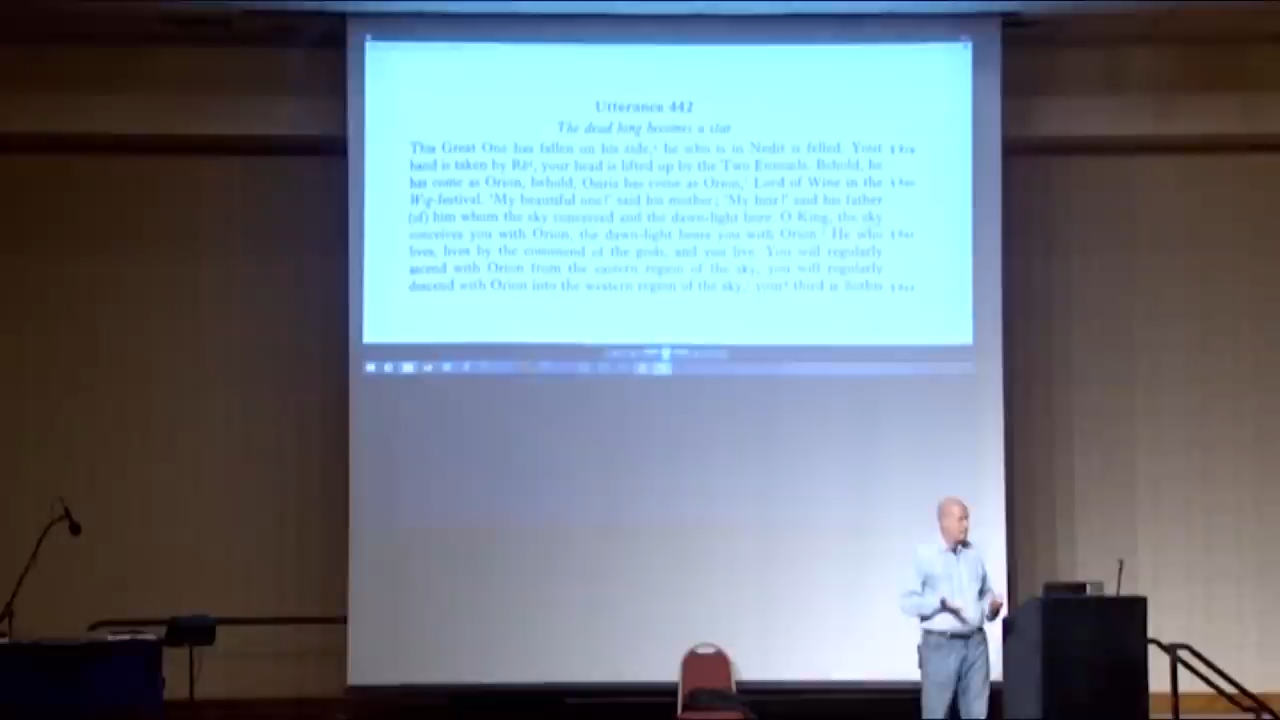 Utterance 442
The dead king becomes a star
This Great One has fallen on his side, he who is in Nedit is felled. Your
hand is taken by Rēʿ, your head is lifted up by the Two Enneads. Behold, he
has come as Orion, behold, Osiris has come as Orion, Lord of Wine in the
Wꜣg-festival. 'My beautiful one!' said his mother; 'My heir!' said his father
(of) him whom the sky conceived and the dawn-light bore. O King, the sky
conceives you with Orion, the dawn-light bears you with Orion. He who
lives, lives by the command of the gods, and you live. You will regularly
ascend with Orion from the eastern region of the sky, you will regularly
descend with Orion into the western region of the sky, your third is Sothis